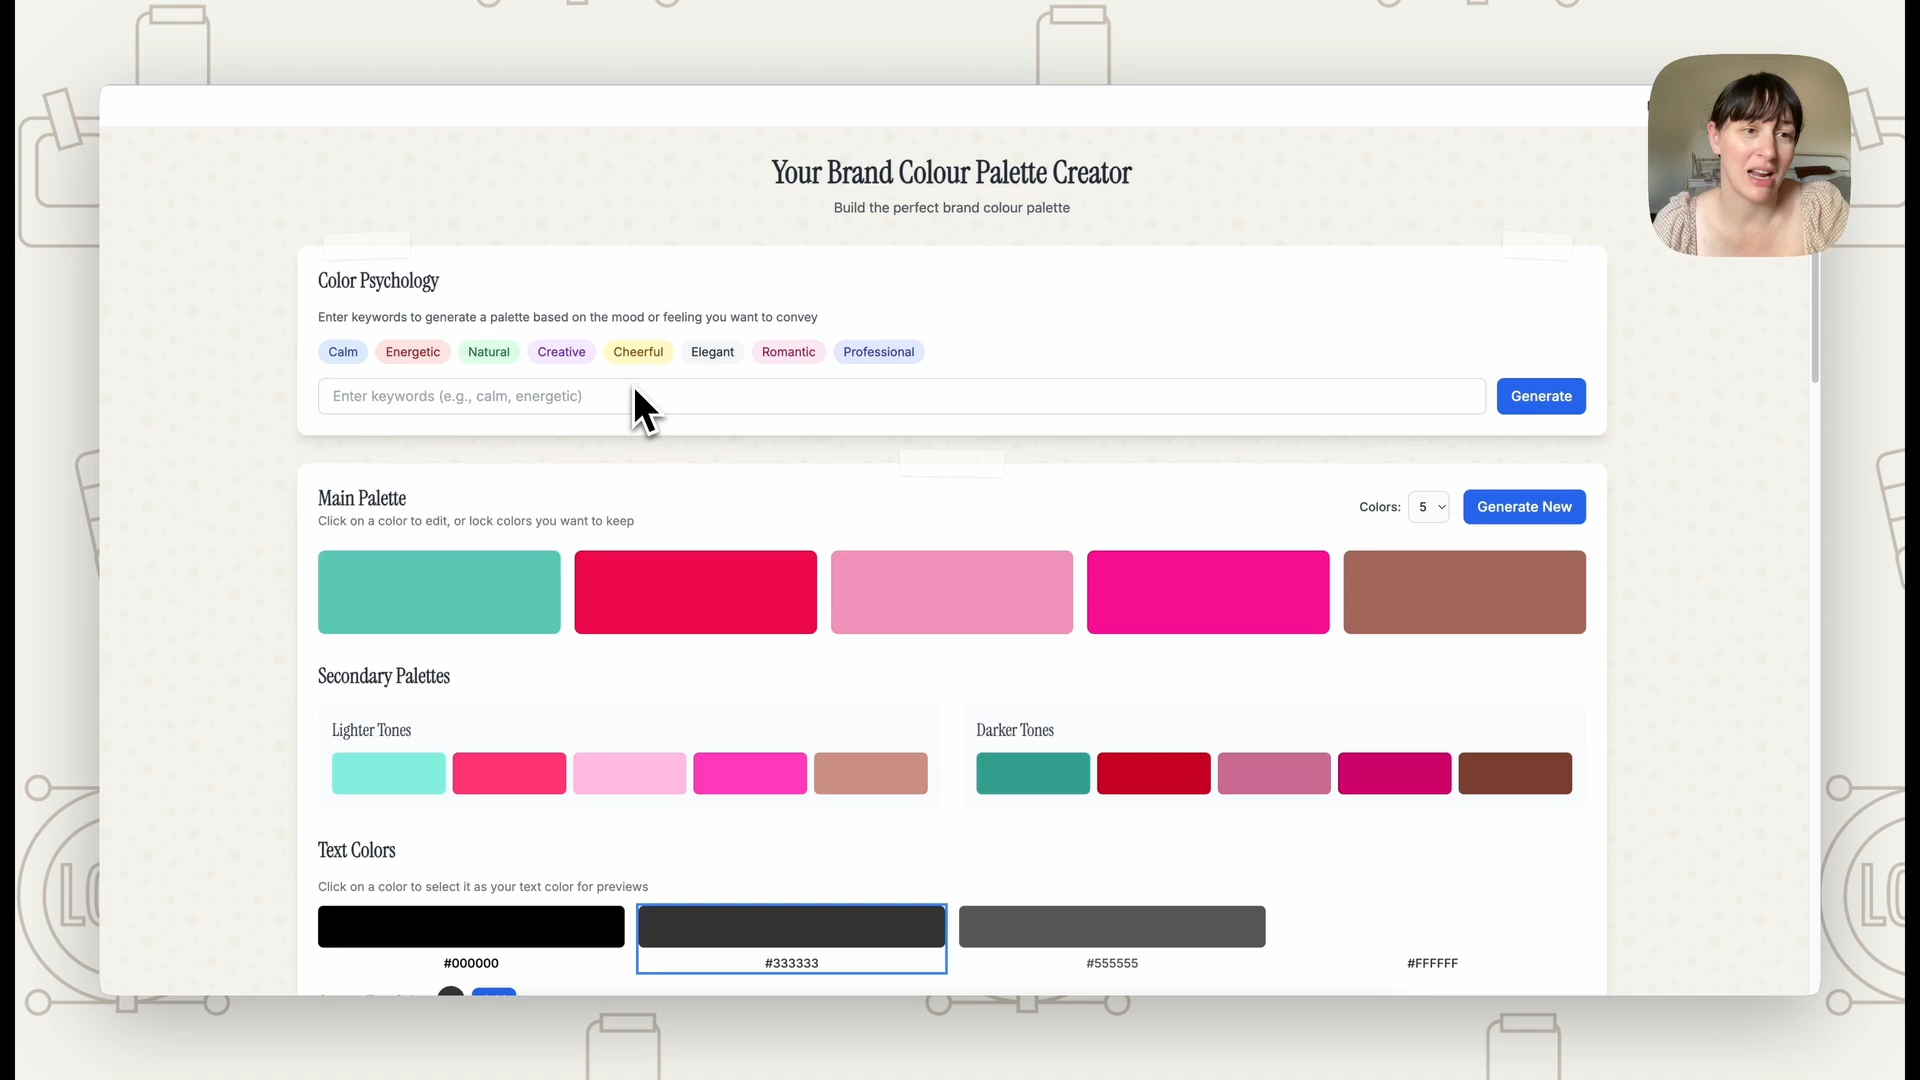 Your Brand Colour Palette Creator
Build the perfect brand colour palette
Color Psychology
Enter keywords to generate a palette based on the mood or feeling you want to convey
Calm Energetic Natural Creative Cheerful Elegant Romantic Professional
Enter keywords (e.g., calm, energetic) Generate
Main Palette
Click on a color to edit, or lock colors you want to keep
Colors: 5 Generate New
Secondary Palettes
Lighter Tones Darker Tones
Text Colors
Click on a color to select it as your text color for previews
#000000 #333333 #555555 #FFFFFF